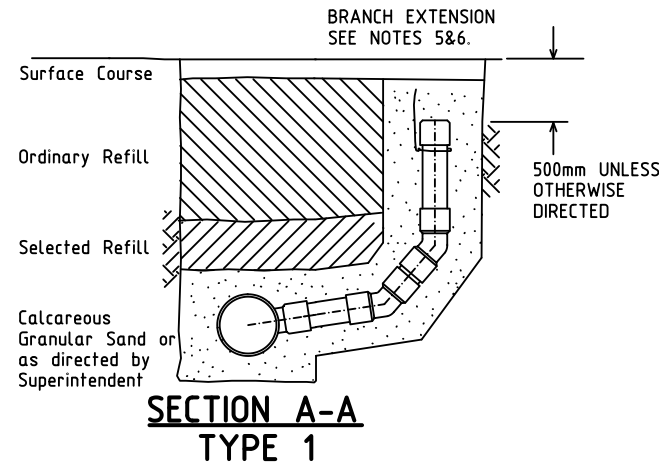 BRANCH EXTENSION
SEE NOTES 5&6.
Surface Course
Ordinary Refill
500mm UNLESS
OTHERWISE
DIRECTED
Selected Refill
Calcareous
Granular Sand or
as directed by
Superintendent
SECTION A-A
TYPE 1